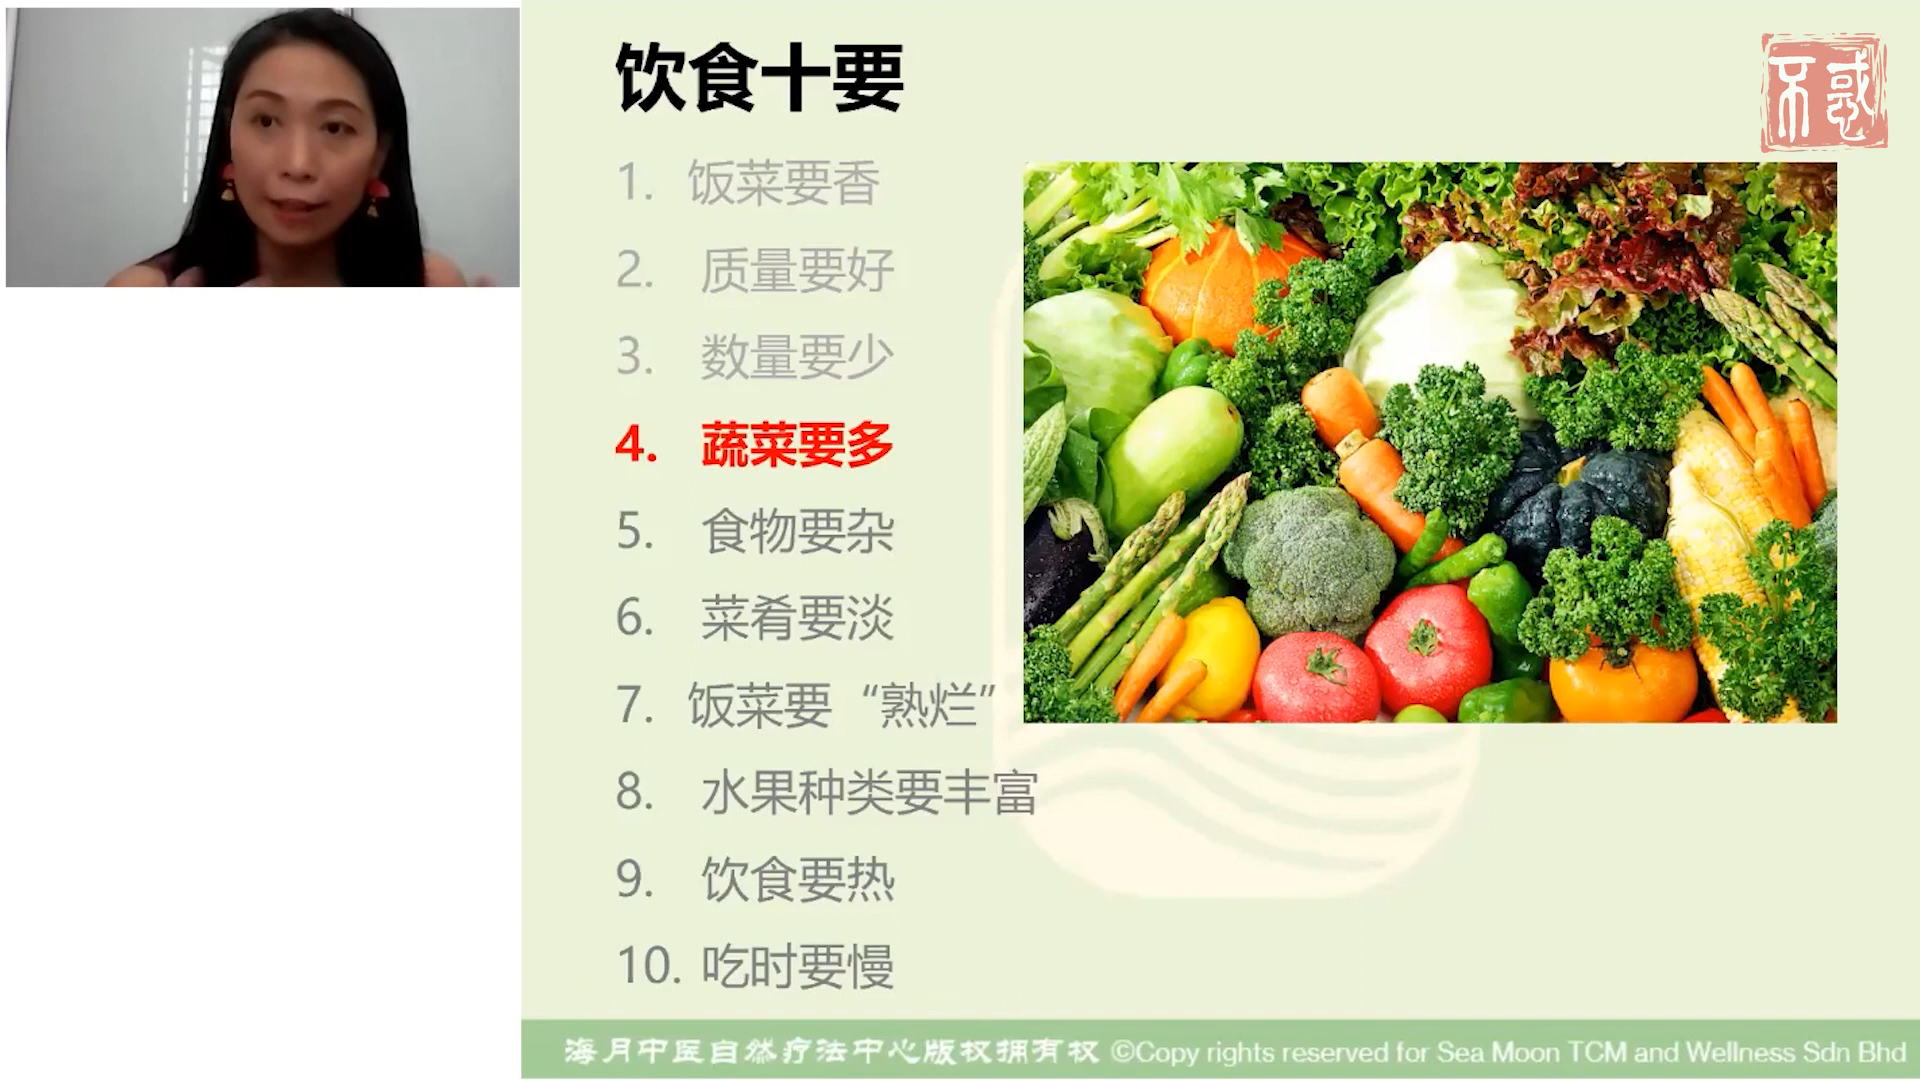 饮食十要
不惑
1. 饭菜要香
2. 质量要好
3. 数量要少
4. 蔬菜要多
5. 食物要杂
6. 菜肴要淡
7. 饭菜要“熟烂”
8. 水果种类要丰富
9. 饮食要热
10. 吃时要慢
海月中医自然疗法中心版权拥有权 ©Copy rights reserved for Sea Moon TCM and Wellness Sdn Bhd